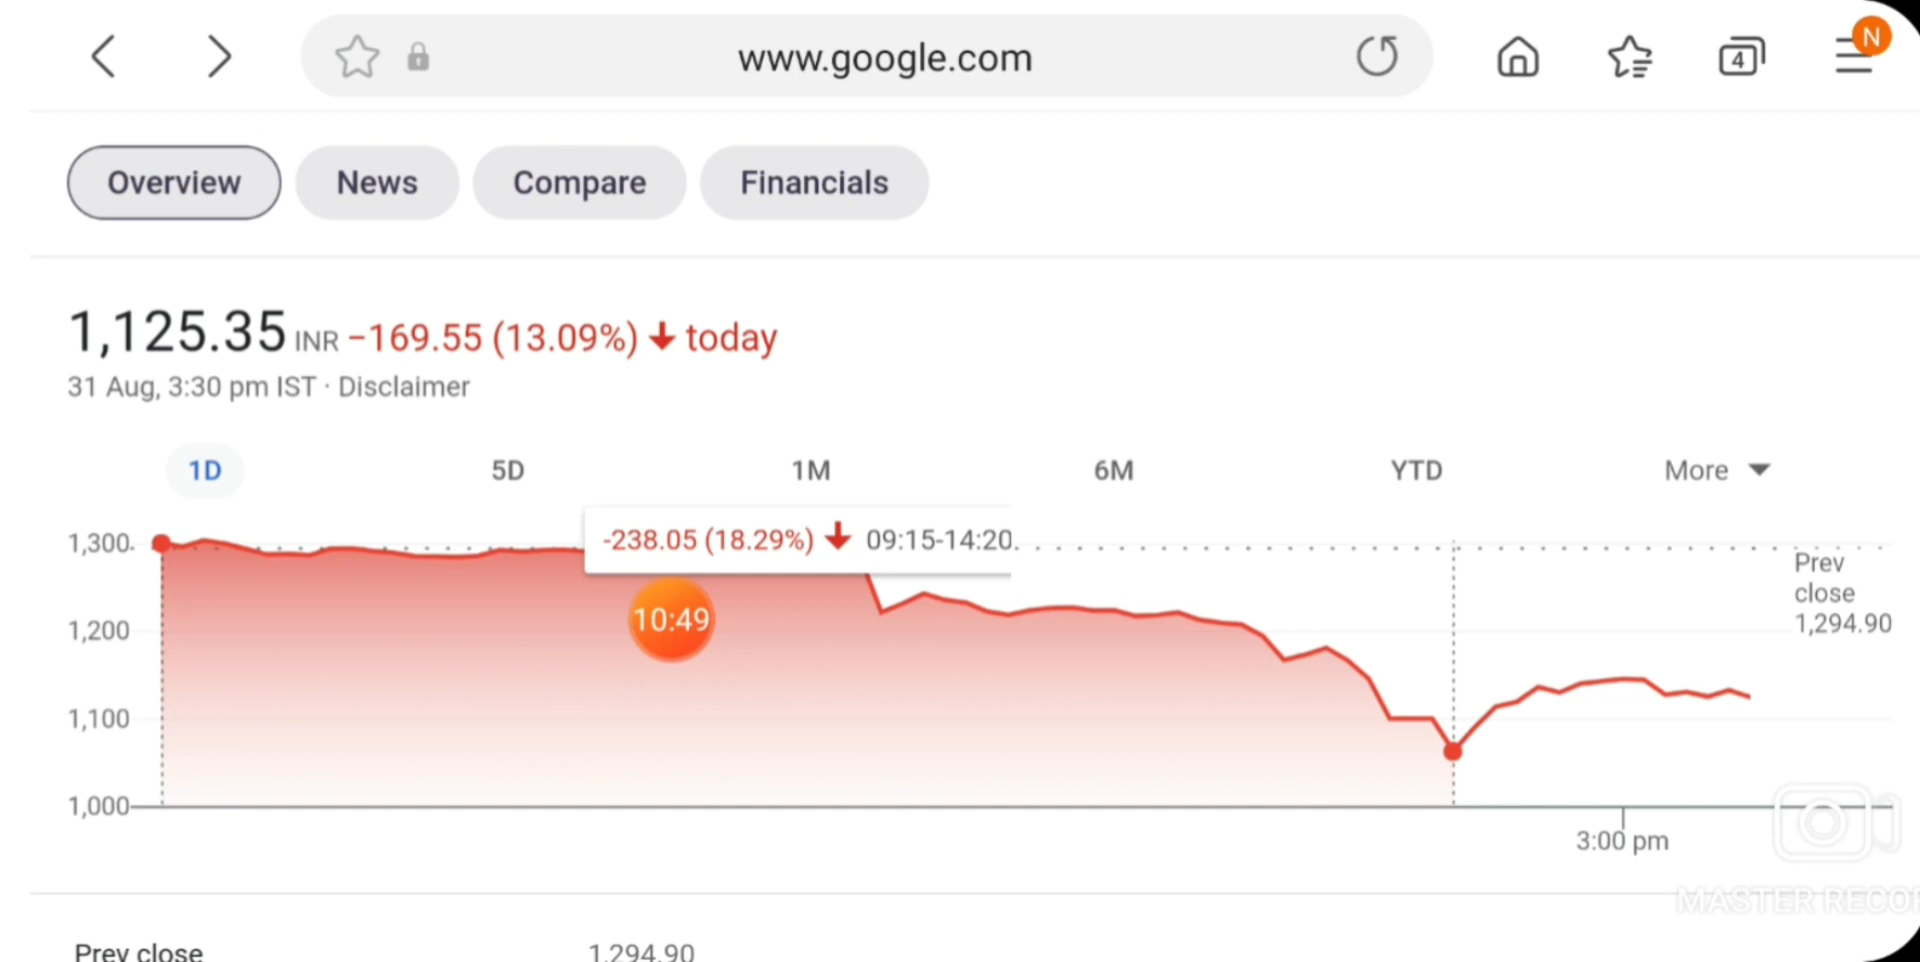 www.google.com
4
N
Overview
News
Compare
Financials
1,125.35 INR −169.55 (13.09%) ↓ today
31 Aug, 3:30 pm IST · Disclaimer
1D
5D
1M
6M
YTD
More
-238.05 (18.29%) ↓ 09:15-14:20
1,300
1,200
1,100
1,000
10:49
Prev
close
1,294.90
3:00 pm
MASTER RECOR
Prev close
1,294.90